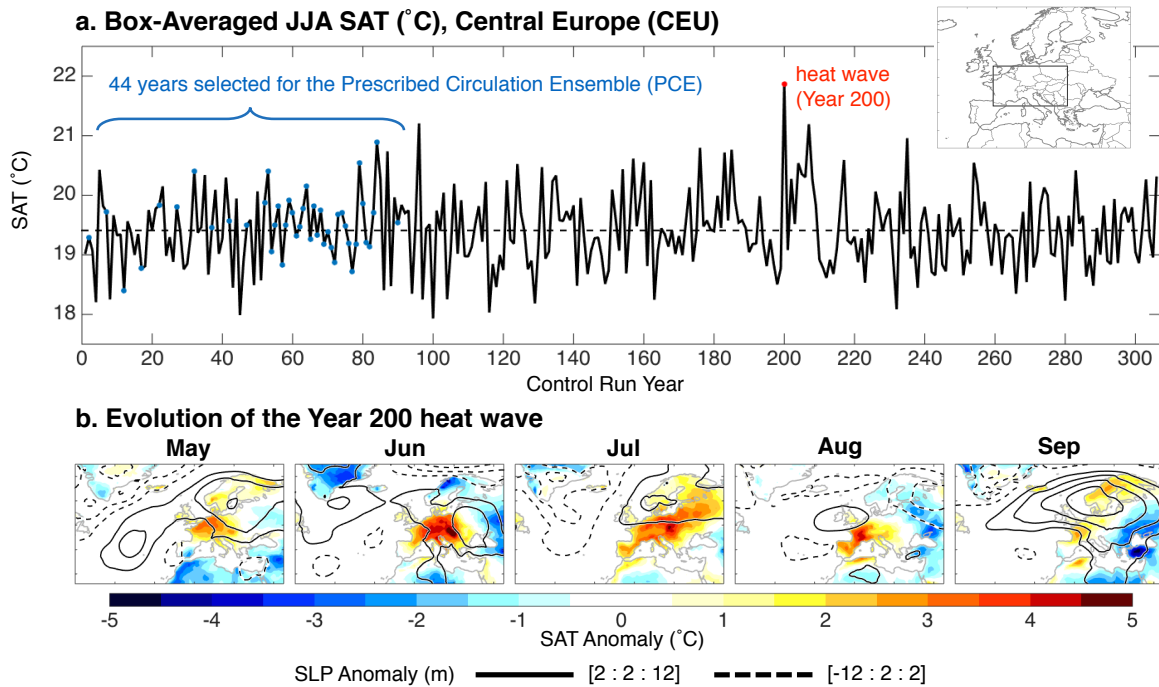 a. Box-Averaged JJA SAT (˚C), Central Europe (CEU)
44 years selected for the Prescribed Circulation Ensemble (PCE)
heat wave
(Year 200)
SAT (˚C)
22
21
20
19
18
0 20 40 60 80 100 120 140 160 180 200 220 240 260 280 300
Control Run Year
b. Evolution of the Year 200 heat wave
May Jun Jul Aug Sep
-5 -4 -3 -2 -1 0 1 2 3 4 5
SAT Anomaly (˚C)
SLP Anomaly (m) [2 : 2 : 12] [-12 : 2 : 2]